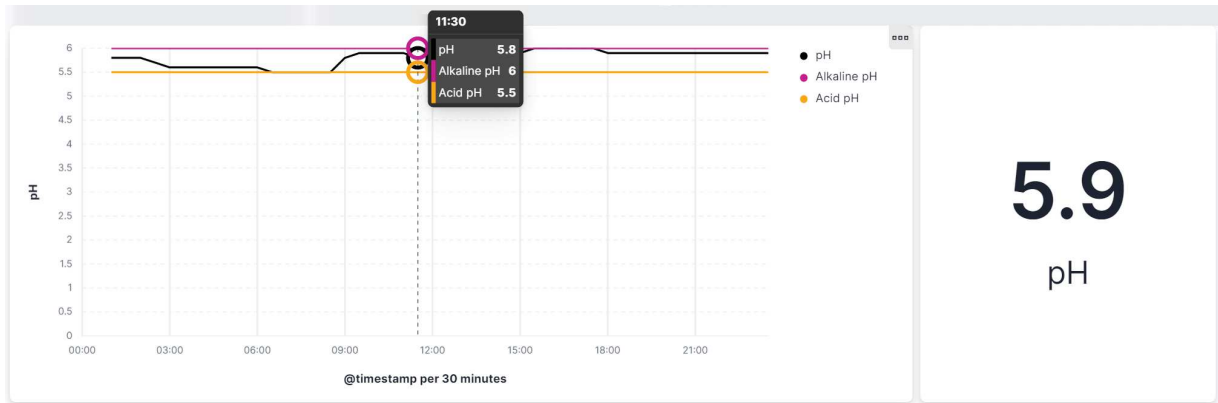 11:30
pH 5.8
Alkaline pH 6
Acid pH 5.5
6
5.5
5
4.5
4
3.5
3
2.5
2
1.5
1
0.5
0
pH
00:00 03:00 06:00 09:00 12:00 15:00 18:00 21:00
@timestamp per 30 minutes
pH
Alkaline pH
Acid pH
5.9
pH